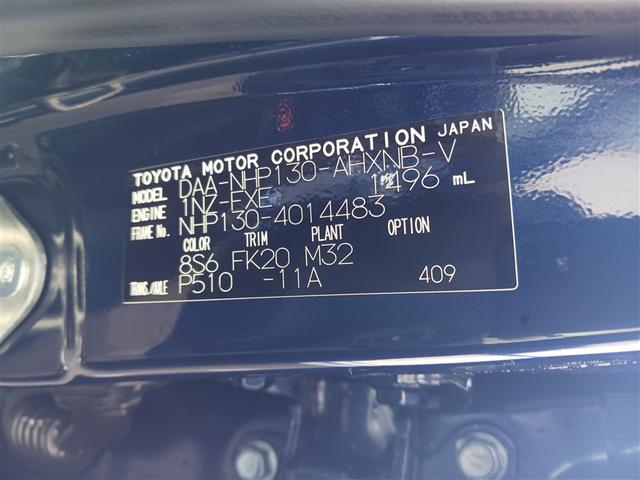 TOYOTA MOTOR CORPORATION JAPAN
MODEL DAA-NHP130-AHXNB-V
ENGINE 1NZ-FXE 1496 mL
FRAME No. NHP130-4014483
COLOR TRIM PLANT OPTION
8S6 FK20 M32
TRANS./AXLE P510 -11A 409